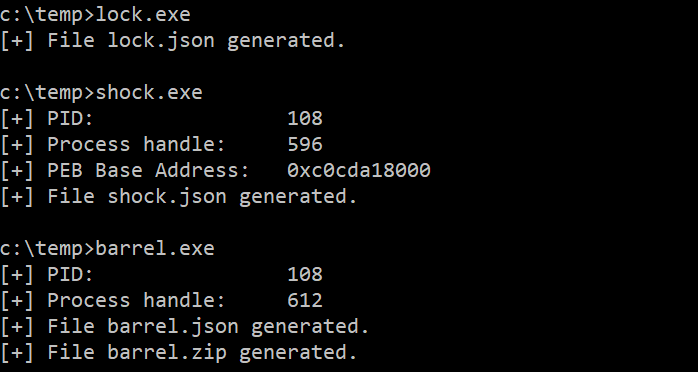 c:\temp>lock.exe
[+] File lock.json generated.
c:\temp>shock.exe
[+] PID: 108
[+] Process handle: 596
[+] PEB Base Address: 0xc0cda18000
[+] File shock.json generated.
c:\temp>barrel.exe
[+] PID: 108
[+] Process handle: 612
[+] File barrel.json generated.
[+] File barrel.zip generated.